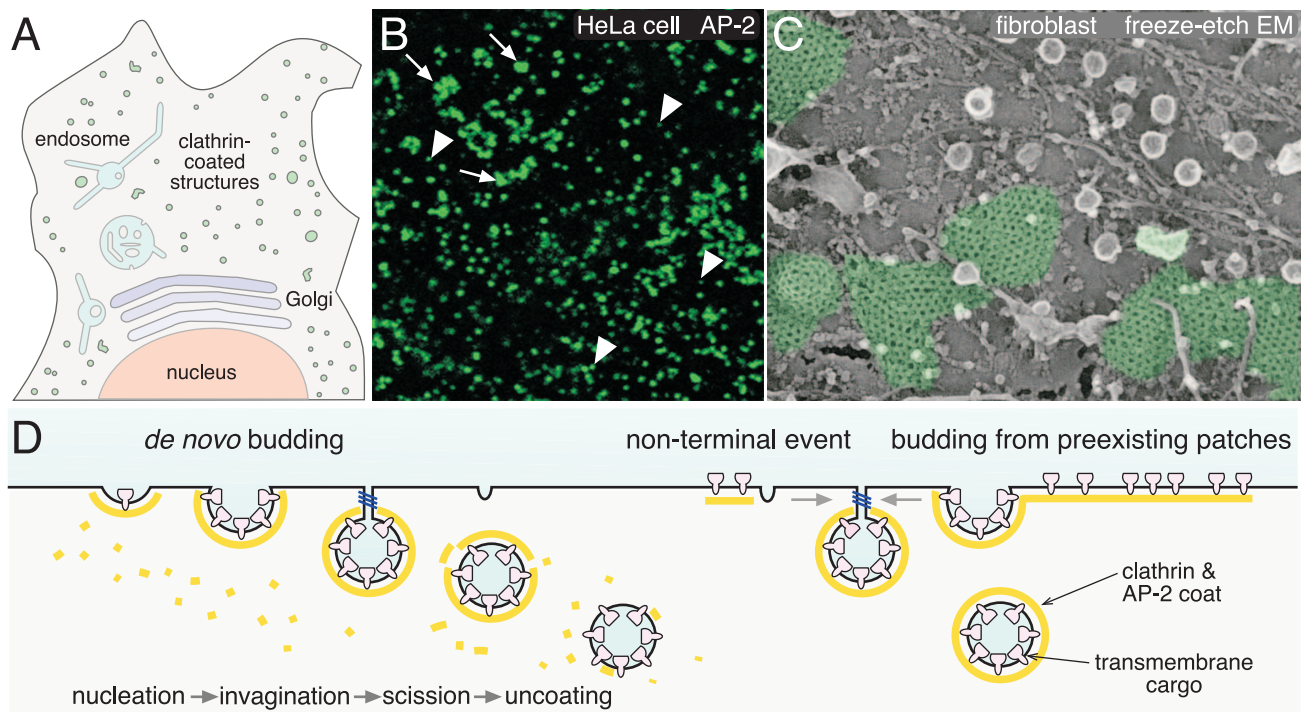 A
endosome
clathrin-
coated
structures
Golgi
nucleus
B
HeLa cell AP-2
C
fibroblast freeze-etch EM
D
de novo budding
non-terminal event
budding from preexisting patches
clathrin &
AP-2 coat
transmembrane
cargo
nucleation
invagination
scission
uncoating